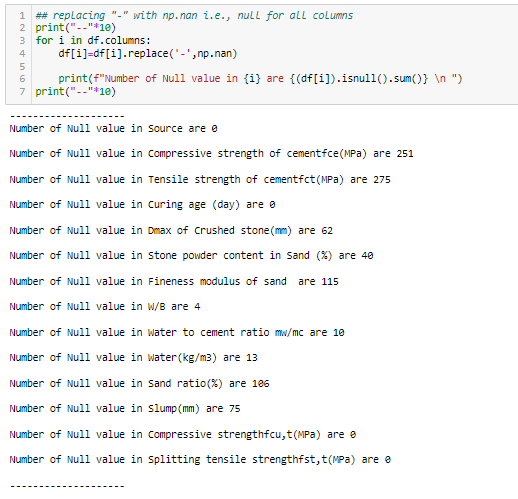 1 ## replacing "-" with np.nan i.e., null for all columns
2 print("--"*10)
3 for i in df.columns:
4     df[i]=df[i].replace('-',np.nan)
5
6     print(f"Number of Null value in {i} are {(df[i]).isnull().sum()} \n ")
7 print("--"*10)
--------------------
Number of Null value in Source are 0
Number of Null value in Compressive strength of cementfce(MPa) are 251
Number of Null value in Tensile strength of cementfct(MPa) are 275
Number of Null value in Curing age (day) are 0
Number of Null value in Dmax of Crushed stone(mm) are 62
Number of Null value in Stone powder content in Sand (%) are 40
Number of Null value in Fineness modulus of sand  are 115
Number of Null value in W/B are 4
Number of Null value in Water to cement ratio mw/mc are 10
Number of Null value in Water(kg/m3) are 13
Number of Null value in Sand ratio(%) are 106
Number of Null value in Slump(mm) are 75
Number of Null value in Compressive strengthfcu,t(MPa) are 0
Number of Null value in Splitting tensile strengthfst,t(MPa) are 0
--------------------